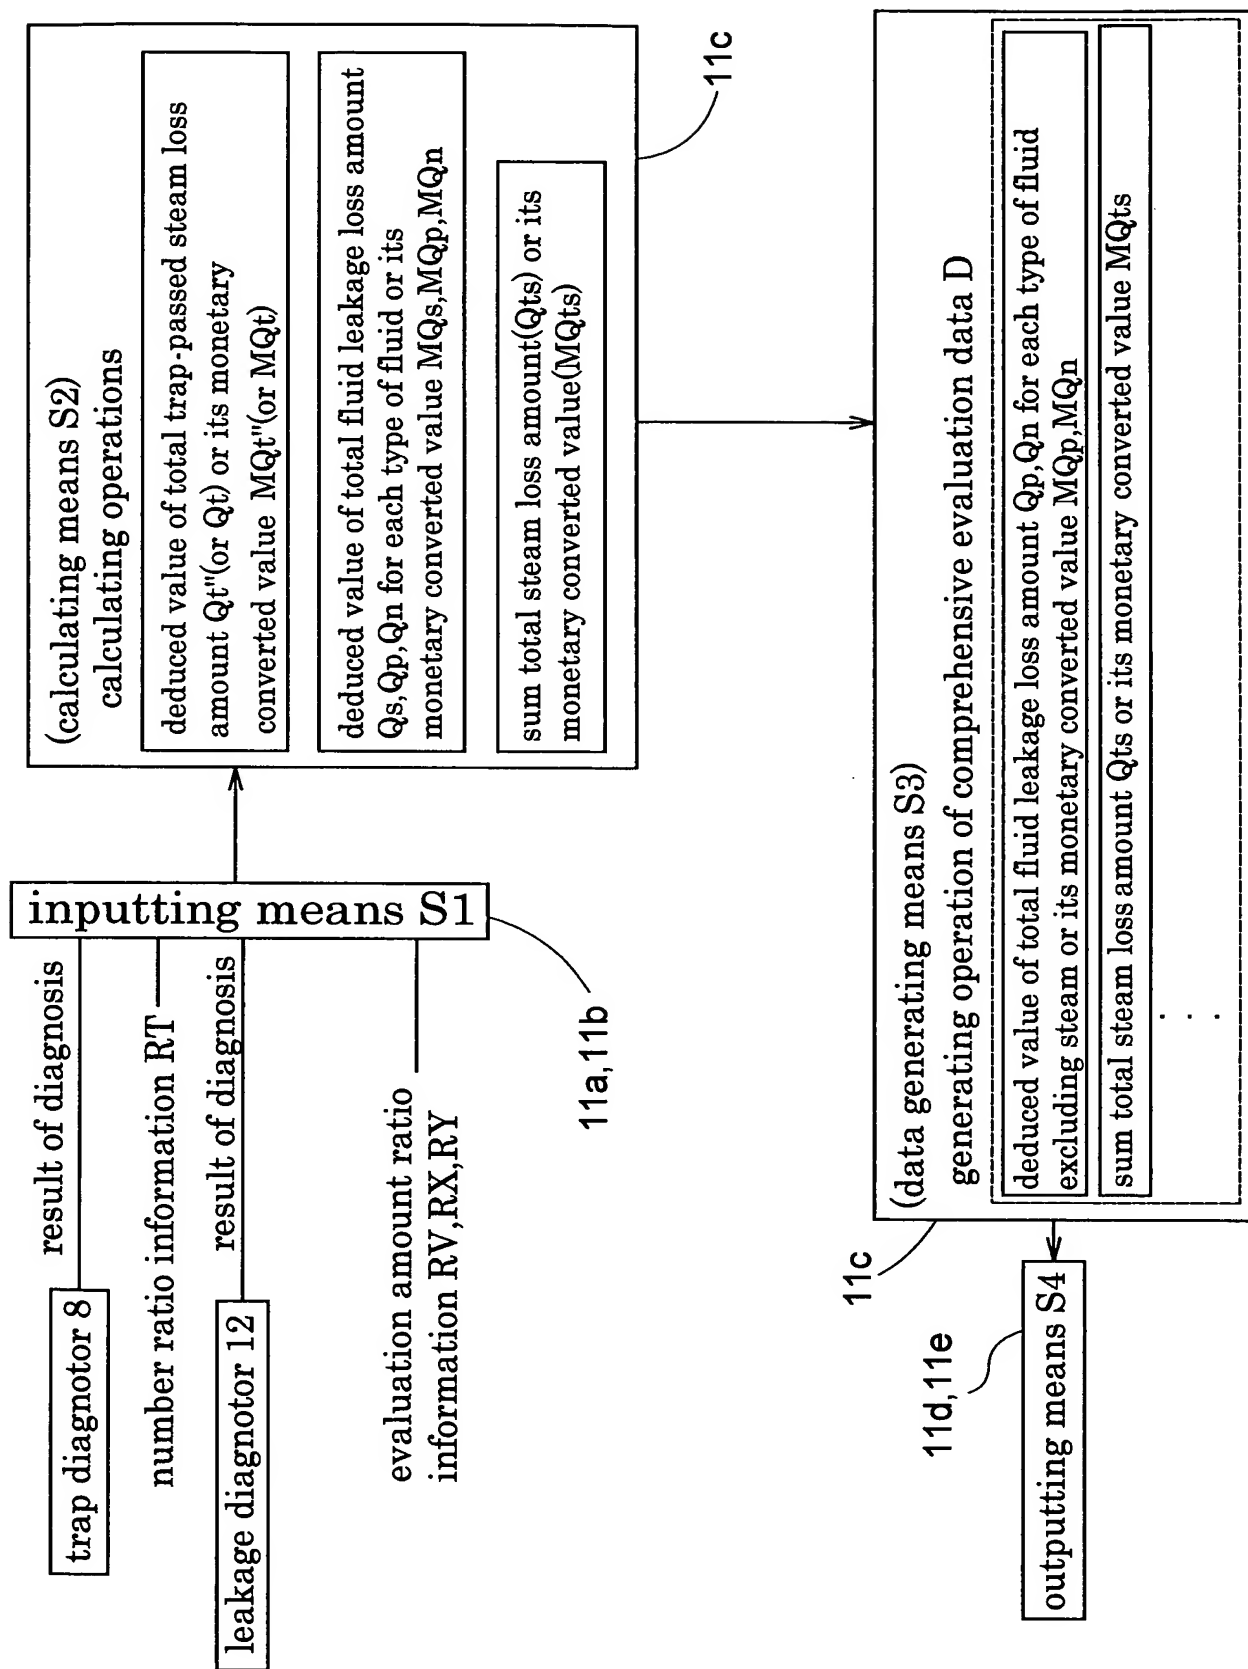 trap diagnotor 8
result of diagnosis
number ratio information RT
leakage diagnotor 12
result of diagnosis
evaluation amount ratio
information RV,RX,RY
inputting means S1
11a,11b
(calculating means S2)
calculating operations
deduced value of total trap-passed steam loss
amount Qt"(or Qt) or its monetary
converted value MQt"(or MQt)
deduced value of total fluid leakage loss amount
Qs,Qp,Qn for each type of fluid or its
monetary converted value MQs,MQp,MQn
sum total steam loss amount(Qts) or its
monetary converted value(MQts)
11c
(data generating means S3)
generating operation of comprehensive evaluation data D
deduced value of total fluid leakage loss amount Qp,Qn for each type of fluid
excluding steam or its monetary converted value MQp,MQn
sum total steam loss amount Qts or its monetary converted value MQts
. . .
11c
outputing means S4
11d,11e